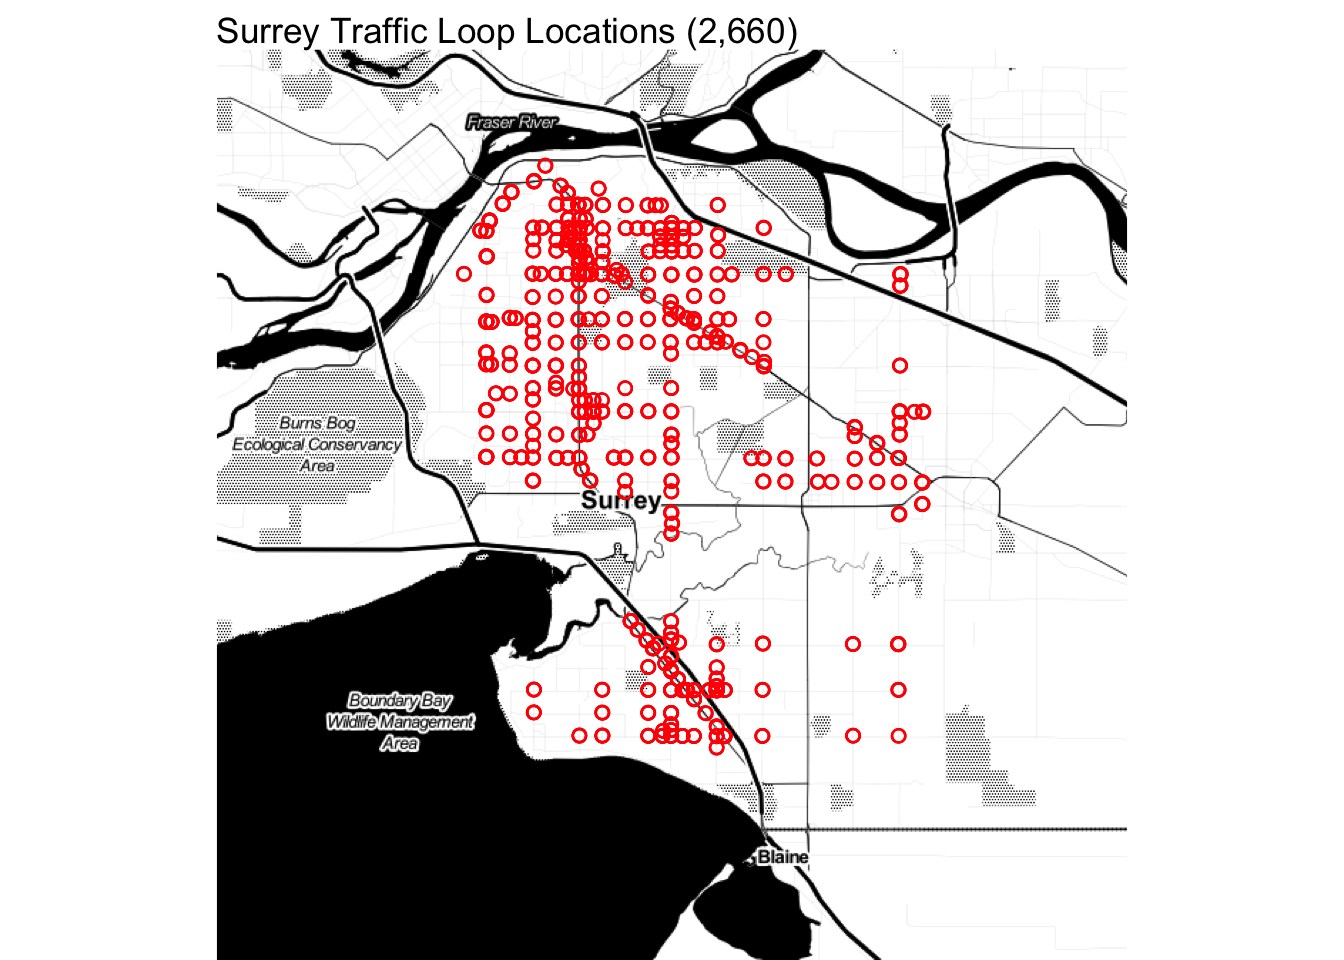 Surrey Traffic Loop Locations (2,660)
Fraser River
Burns Bog
Ecological Conservancy
Area
Surrey
Boundary Bay
Wildlife Management
Area
Blaine